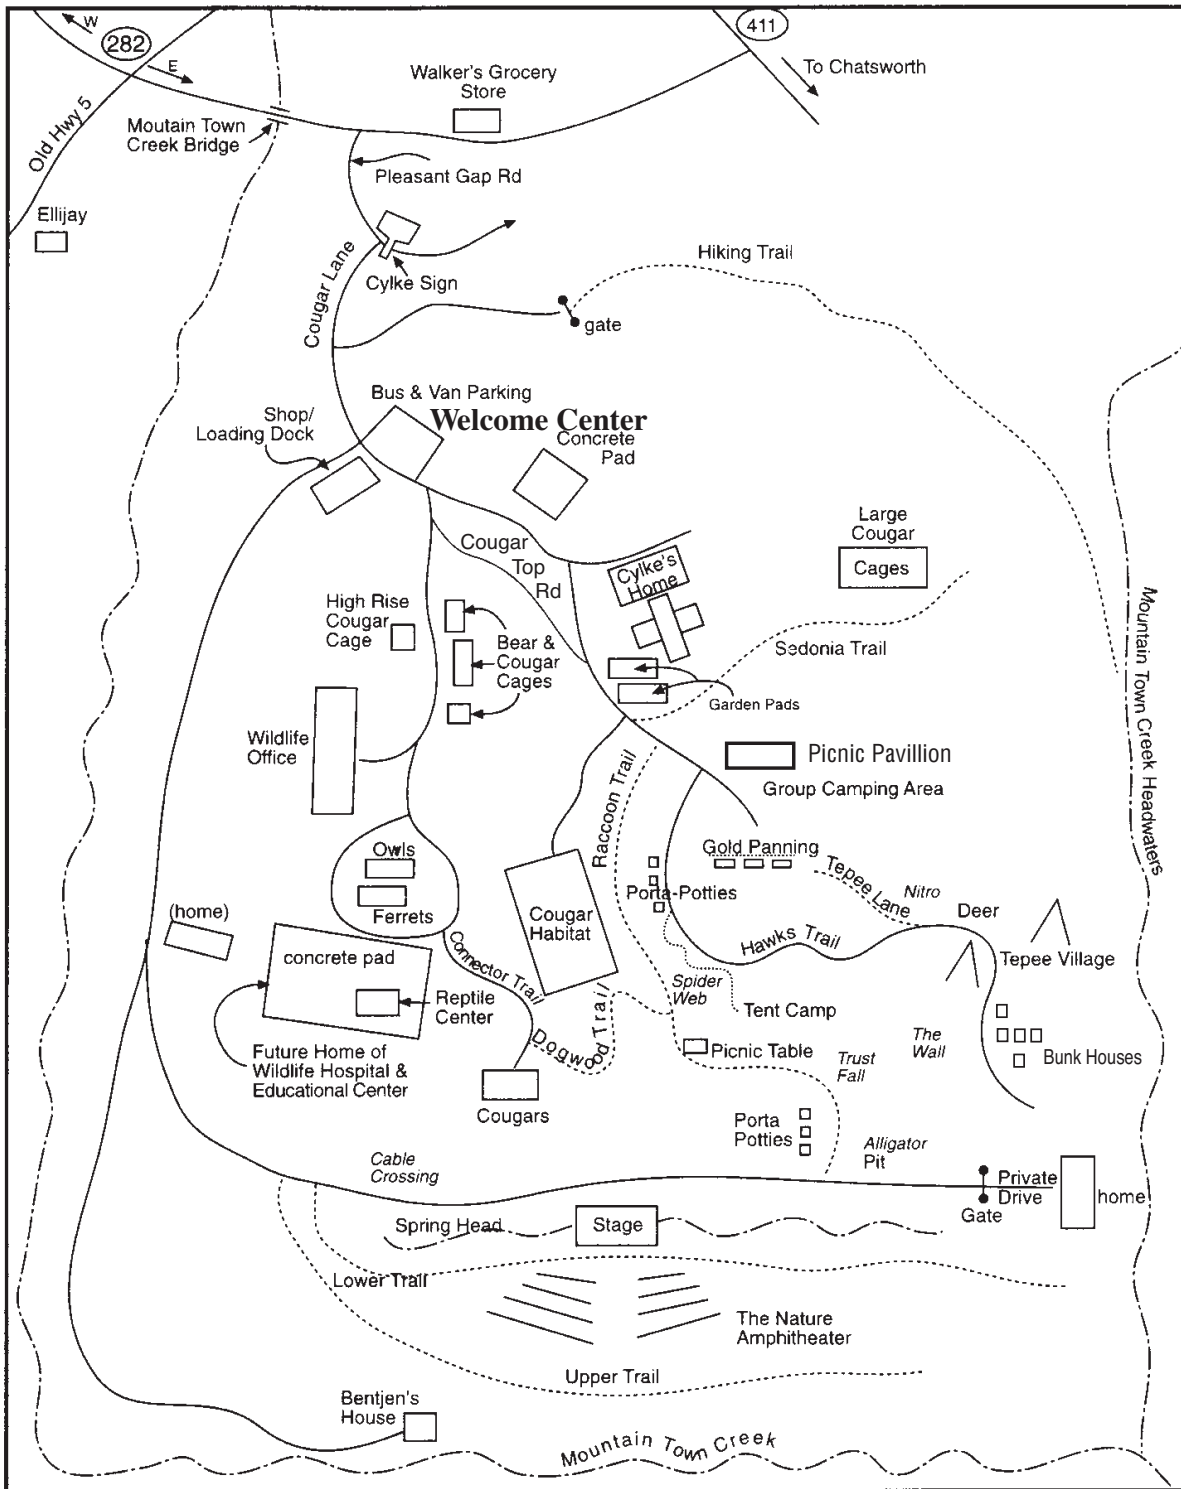 W
282
E
411
To Chatsworth
Walker's Grocery
Store
Old Hwy 5
Moutain Town
Creek Bridge
Pleasant Gap Rd
Ellijay
Cylke Sign
Hiking Trail
Cougar Lane
gate
Bus & Van Parking
Welcome Center
Shop/
Loading Dock
Concrete
Pad
Large
Cougar
Cages
Cougar
Top
Rd
Cylke's
Home
High Rise
Cougar
Cage
Bear &
Cougar
Cages
Sedonia Trail
Garden Pads
Mountain Town Creek Headwaters
Wildlife
Office
Picnic Pavillion
Group Camping Area
Raccoon Trail
Owls
Ferrets
Gold Panning
Porta-Potties
Tepee Lane
Nitro
Deer
(home)
Cougar
Habitat
Hawks Trail
Tepee Village
concrete pad
Connector Trail
Reptile
Center
Spider
Web
Tent Camp
Dogwood Trail
Picnic Table
The
Wall
Trust
Fall
Bunk Houses
Future Home of
Wildlife Hospital &
Educational Center
Cougars
Porta
Potties
Alligator
Pit
Cable
Crossing
Private
Drive
Gate
home
Spring Head
Stage
Lower Trail
The Nature
Amphitheater
Upper Trail
Bentjen's
House
Mountain Town Creek